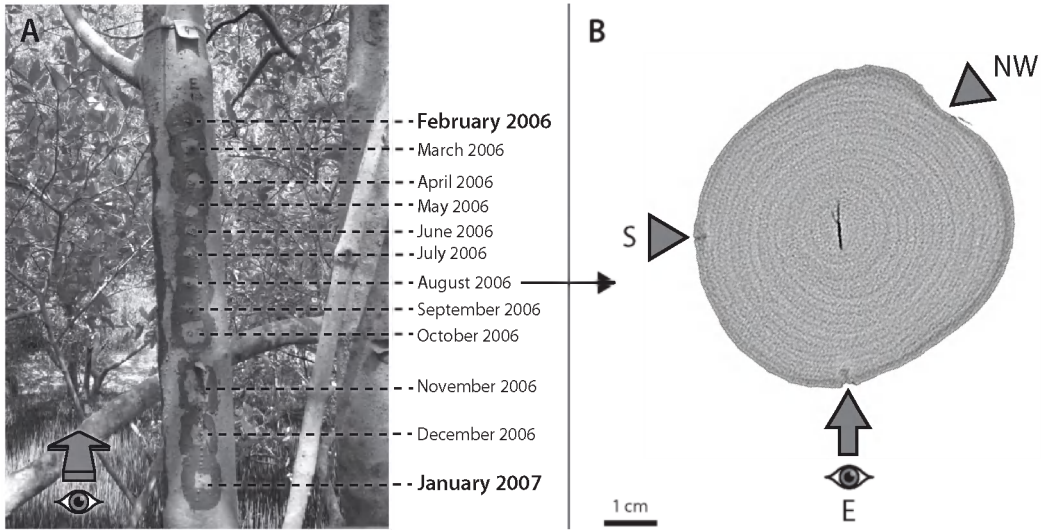 A
February 2006
March 2006
April 2006
May 2006
June 2006
July 2006
August 2006
September 2006
October 2006
November 2006
December 2006
January 2007
B
NW
S
E
1 cm